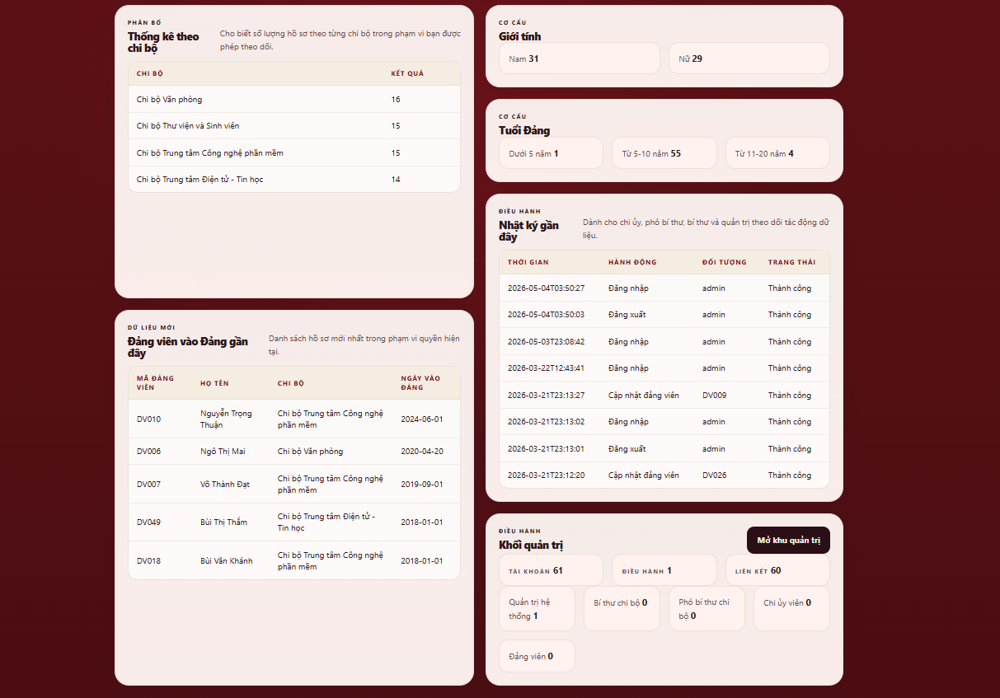 PHÂN BỐ
Thống kê theo
chi bộ
Cho biết số lượng hồ sơ theo từng chi bộ trong phạm vi bạn được
phép theo dõi.
CHI BỘ KẾT QUẢ
Chi bộ Văn phòng 16
Chi bộ Thư viện và Sinh viên 15
Chi bộ Trung tâm Công nghệ phần mềm 15
Chi bộ Trung tâm Điện tử - Tin học 14
DỮ LIỆU MỚI
Đảng viên vào Đảng gần
đây
Danh sách hồ sơ mới nhất trong phạm vi quyền hiện
tại.
MÃ ĐẢNG
VIÊN
HỌ TÊN
CHI BỘ
NGÀY VÀO
ĐẢNG
DV010
Nguyễn Trọng
Thuận
Chi bộ Trung tâm Công nghệ
phần mềm
2024-06-01
DV006 Ngô Thị Mai Chi bộ Văn phòng 2020-04-20
DV007
Võ Thành Đạt
Chi bộ Trung tâm Công nghệ
phần mềm
2019-09-01
DV049
Bùi Thị Thắm
Chi bộ Trung tâm Điện tử -
Tin học
2018-01-01
DV018
Bùi Văn Khánh
Chi bộ Trung tâm Công nghệ
phần mềm
2018-01-01
CƠ CẤU
Giới tính
Nam 31 Nữ 29
CƠ CẤU
Tuổi Đảng
Dưới 5 năm 1 Từ 5-10 năm 55 Từ 11-20 năm 4
ĐIỀU HÀNH
Nhật ký gần
đây
Dành cho chi ủy, phó bí thư, bí thư và quản trị theo dõi tác động dữ
liệu.
THỜI GIAN HÀNH ĐỘNG ĐỐI TƯỢNG TRẠNG THÁI
2026-05-04T03:50:27 Đăng nhập admin Thành công
2026-05-04T03:50:03 Đăng xuất admin Thành công
2026-05-03T23:08:42 Đăng nhập admin Thành công
2026-03-22T12:43:41 Đăng nhập admin Thành công
2026-03-21T23:13:27 Cập nhật đảng viên DV009 Thành công
2026-03-21T23:13:02 Đăng nhập admin Thành công
2026-03-21T23:13:01 Đăng xuất admin Thành công
2026-03-21T23:12:20 Cập nhật đảng viên DV026 Thành công
ĐIỀU HÀNH
Khối quản trị
Mở khu quản trị
TÀI KHOẢN 61 ĐIỀU HÀNH 1 LIÊN KẾT 60
Quản trị hệ
thống 1
Bí thư chi bộ 0
Phó bí thư chi
bộ 0
Chi ủy viên 0
Đảng viên 0